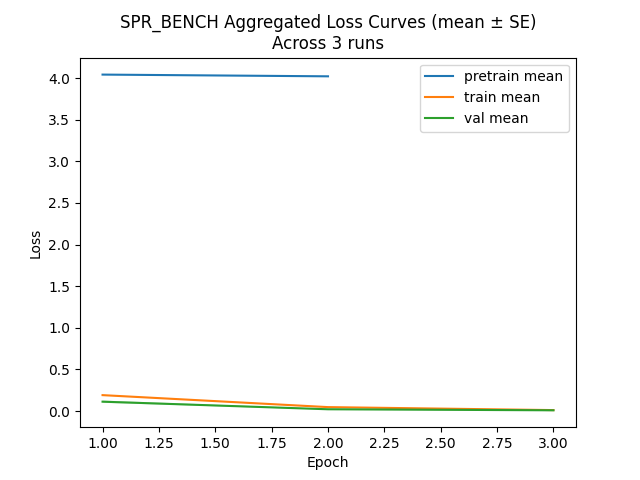 SPR_BENCH Aggregated Loss Curves (mean ± SE)
Across 3 runs
pretrain mean
train mean
val mean
4.0
3.5
3.0
2.5
2.0
1.5
1.0
0.5
0.0
Loss
1.00 1.25 1.50 1.75 2.00 2.25 2.50 2.75 3.00
Epoch